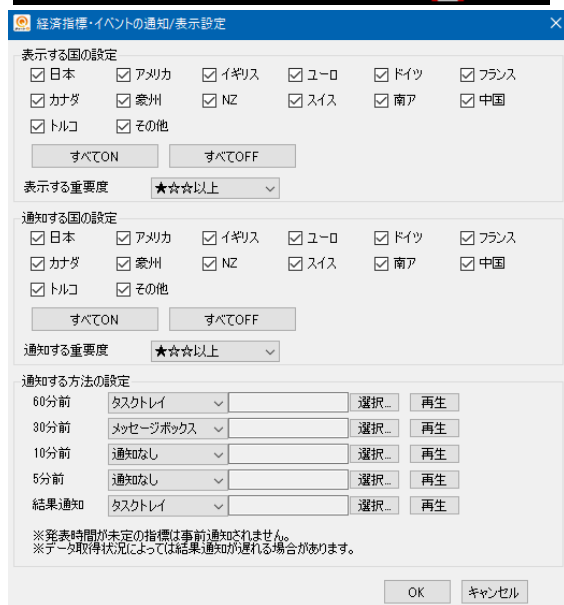 経済指標・イベントの通知/表示設定
表示する国の設定
日本 アメリカ イギリス ユーロ ドイツ フランス
カナダ 豪州 NZ スイス 南ア 中国
トルコ その他
すべてON すべてOFF
表示する重要度 ★☆☆以上
通知する国の設定
日本 アメリカ イギリス ユーロ ドイツ フランス
カナダ 豪州 NZ スイス 南ア 中国
トルコ その他
すべてON すべてOFF
通知する重要度 ★☆☆以上
通知する方法の設定
60分前 タスクトレイ 選択... 再生
30分前 メッセージボックス 選択... 再生
10分前 通知なし 選択... 再生
5分前 通知なし 選択... 再生
結果通知 タスクトレイ 選択... 再生
※発表時間が未定の指標は事前通知されません。
※データ取得状況によっては結果通知が遅れる場合があります。
OK キャンセル